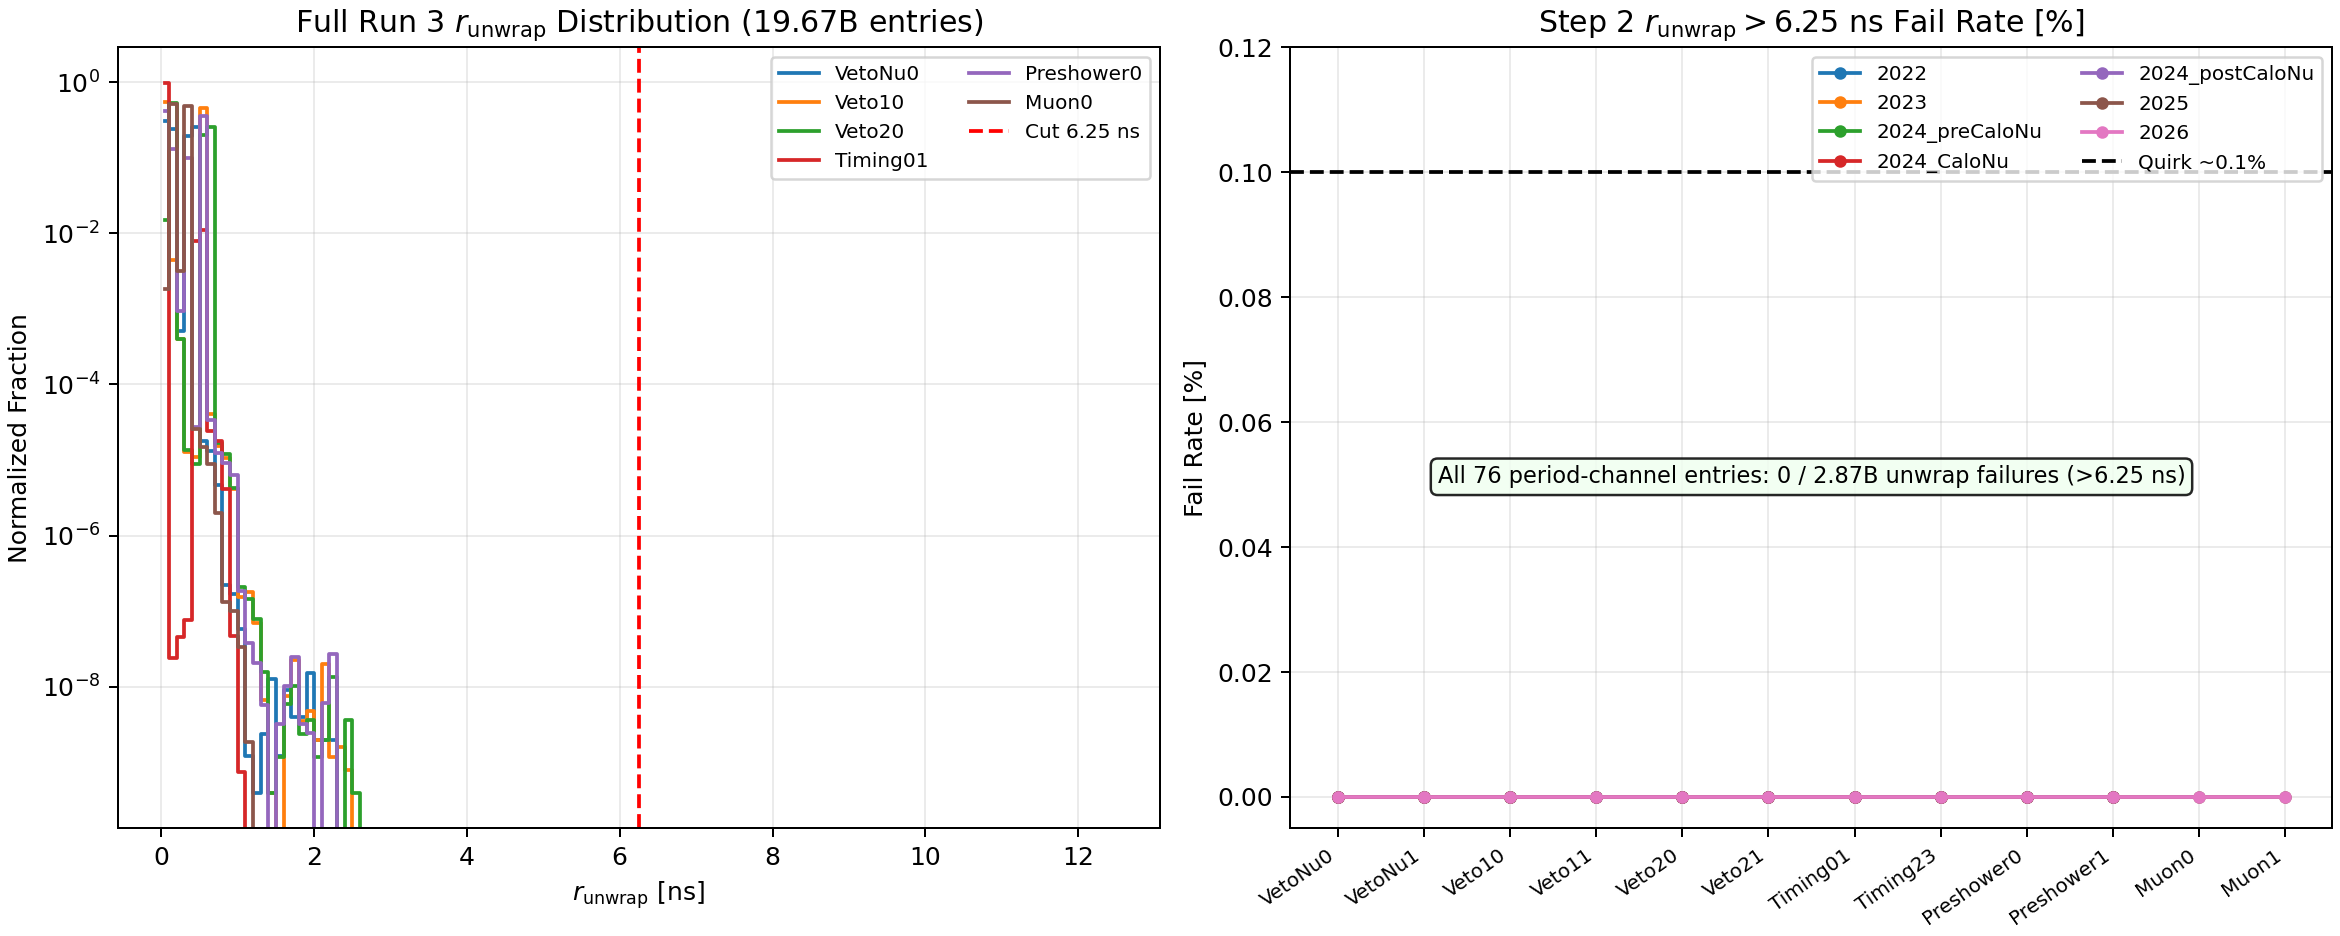 Full Run 3 r_unwrap Distribution (19.67B entries)
Normalized Fraction
10^0
10^−2
10^−4
10^−6
10^−8
VetoNu0
Veto10
Veto20
Timing01
Preshower0
Muon0
Cut 6.25 ns
0 2 4 6 8 10 12
r_unwrap [ns]
Step 2 r_unwrap > 6.25 ns Fail Rate [%]
Fail Rate [%]
0.12
0.10
0.08
0.06
0.04
0.02
0.00
2022
2023
2024_preCaloNu
2024_CaloNu
2024_postCaloNu
2025
2026
Quirk ~0.1%
All 76 period-channel entries: 0 / 2.87B unwrap failures (>6.25 ns)
VetoNu0
VetoNu1
Veto10
Veto11
Veto20
Veto21
Timing01
Timing23
Preshower0
Preshower1
Muon0
Muon1